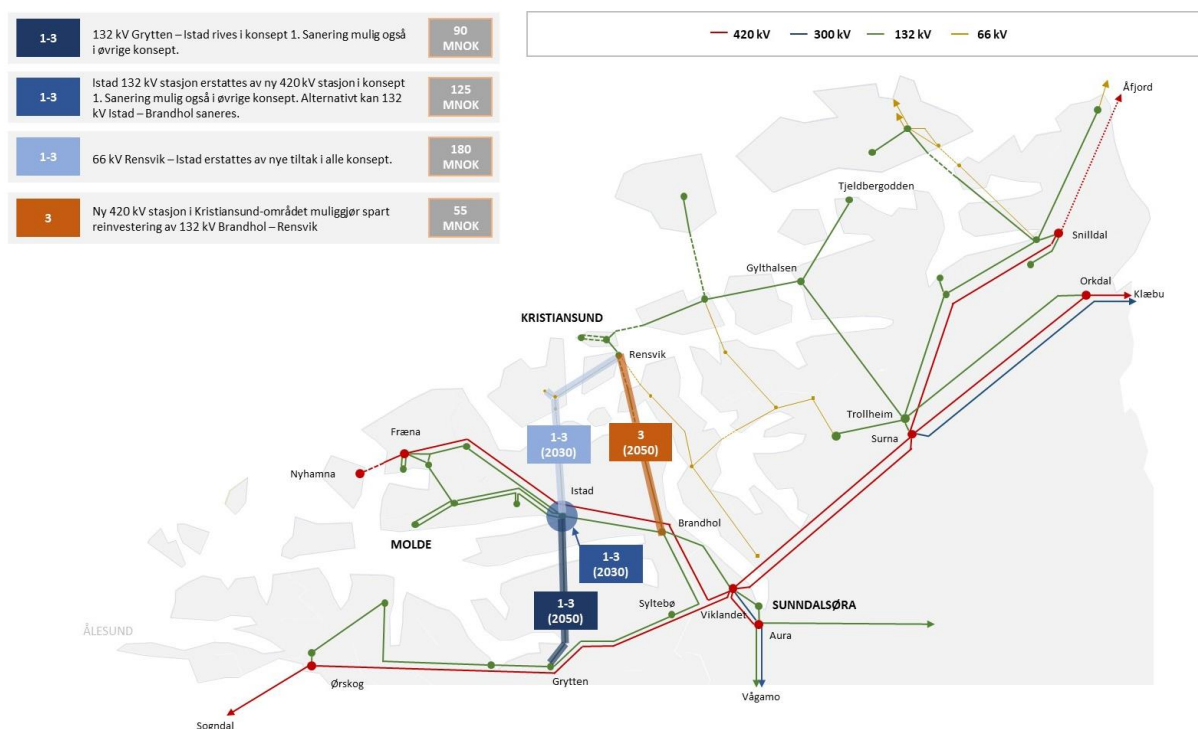 1-3
132 kV Grytten – Istad rives i konsept 1. Sanering mulig også
i øvrige konsept.
90
MNOK
1-3
Istad 132 kV stasjon erstattes av ny 420 kV stasjon i konsept
1. Sanering mulig også i øvrige konsept. Alternativt kan 132
kV Istad – Brandhol saneres.
125
MNOK
1-3
66 kV Rensvik – Istad erstattes av nye tiltak i alle konsept.
180
MNOK
3
Ny 420 kV stasjon i Kristiansund-området muliggjør spart
reinvestering av 132 kV Brandhol – Rensvik
55
MNOK
420 kV 300 kV 132 kV 66 kV
Åfjord
Tjeldbergodden
Snilldal
Gylthalsen
Orkdal
Klæbu
KRISTIANSUND
Rensvik
Trollheim
Surna
Fræna
1-3
(2030)
3
(2050)
Nyhamna
Istad
Brandhol
MOLDE
1-3
(2030)
1-3
(2050)
Syltebø
Viklandet
SUNNDALSØRA
Aura
ÅLESUND
Ørskog
Grytten
Vågamo
Sogndal